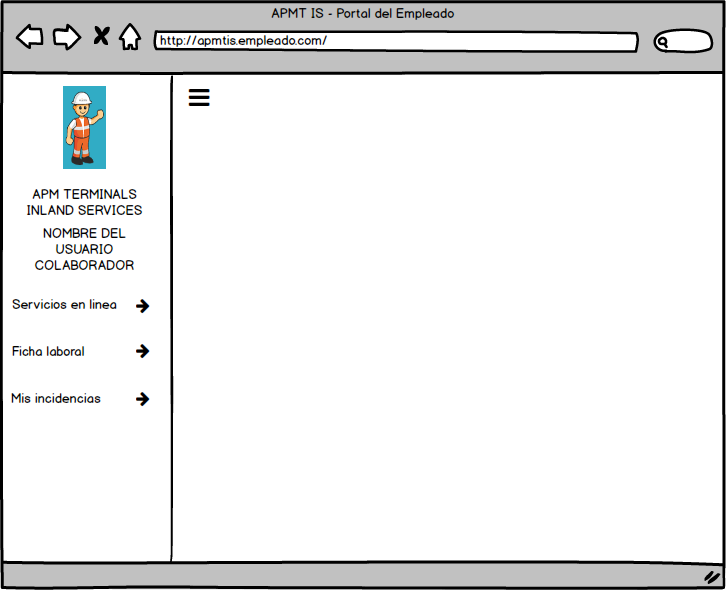 APMT IS - Portal del Empleado
http://apmtis.empleado.com/
APM TERMINALS
INLAND SERVICES
NOMBRE DEL
USUARIO
COLABORADOR
Servicios en linea
Ficha laboral
Mis incidencias